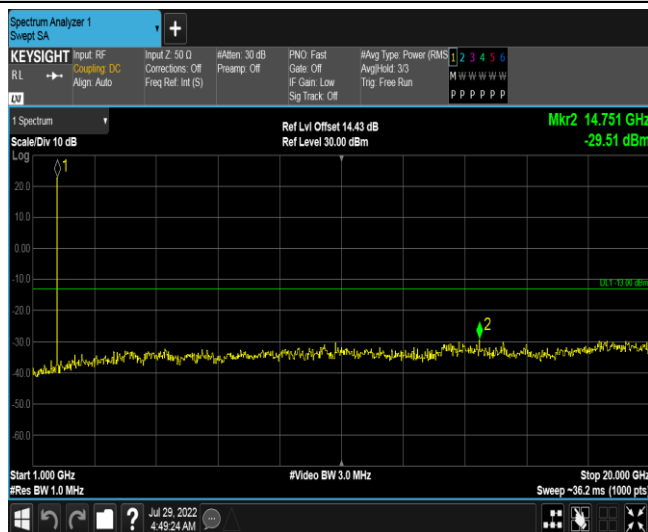 Spectrum Analyzer 1
Swept SA
+
KEYSIGHT Input: RF Input Z: 50 Ω #Atten: 30 dB PNO: Fast #Avg Type: Power (RMS 1 2 3 4 5 6
RL Coupling: DC Corrections: Off Preamp: Off Gate: Off Avg|Hold: 3/3 M W W W W W
Align: Auto Freq Ref: Int (S) IF Gain: Low Trig: Free Run
LXI Sig Track: Off P P P P P P
1 Spectrum Ref Lvl Offset 14.43 dB Mkr2 14.751 GHz
Scale/Div 10 dB Ref Level 30.00 dBm -29.51 dBm
Log
1
20.0
10.0
0.00
-10.0
DL1 -13.00 dBm
-20.0
2
-30.0
-40.0
-50.0
-60.0
Start 1.000 GHz #Video BW 3.0 MHz Stop 20.000 GHz
#Res BW 1.0 MHz Sweep ~36.2 ms (1000 pts)
? Jul 29, 2022
4:49:24 AM